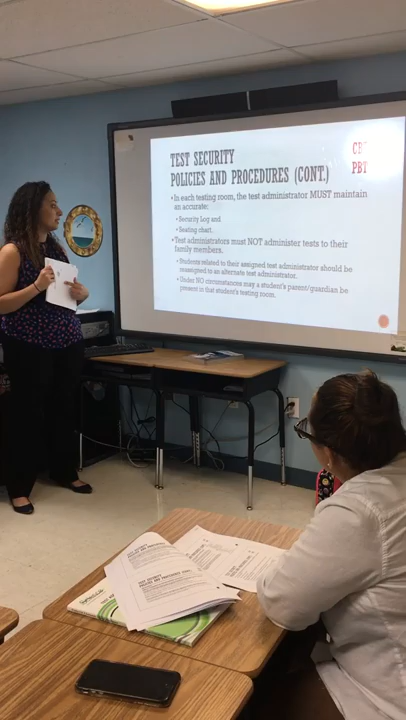 TEST SECURITY
POLICIES AND PROCEDURES (CONT.)
CBT
PBT
•In each testing room, the test administrator MUST maintain
an accurate:
•Security Log and
•Seating chart.
•Test administrators must NOT administer tests to their
family members.
•Students related to their assigned test administrator should be
reassigned to an alternate test administrator.
•Under NO circumstances may a student's parent/guardian be
present in that student's testing room.